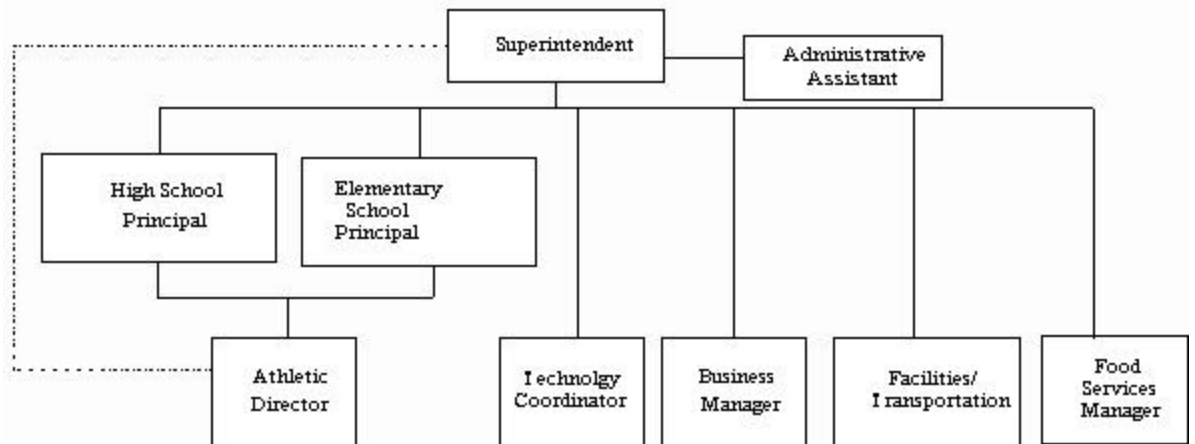 Superintendent
Administrative
Assistant
High School
Principal
Elementary
School
Principal
Athletic
Director
Technolgy
Coordinator
Business
Manager
Facilities/
Transportation
Food
Services
Manager